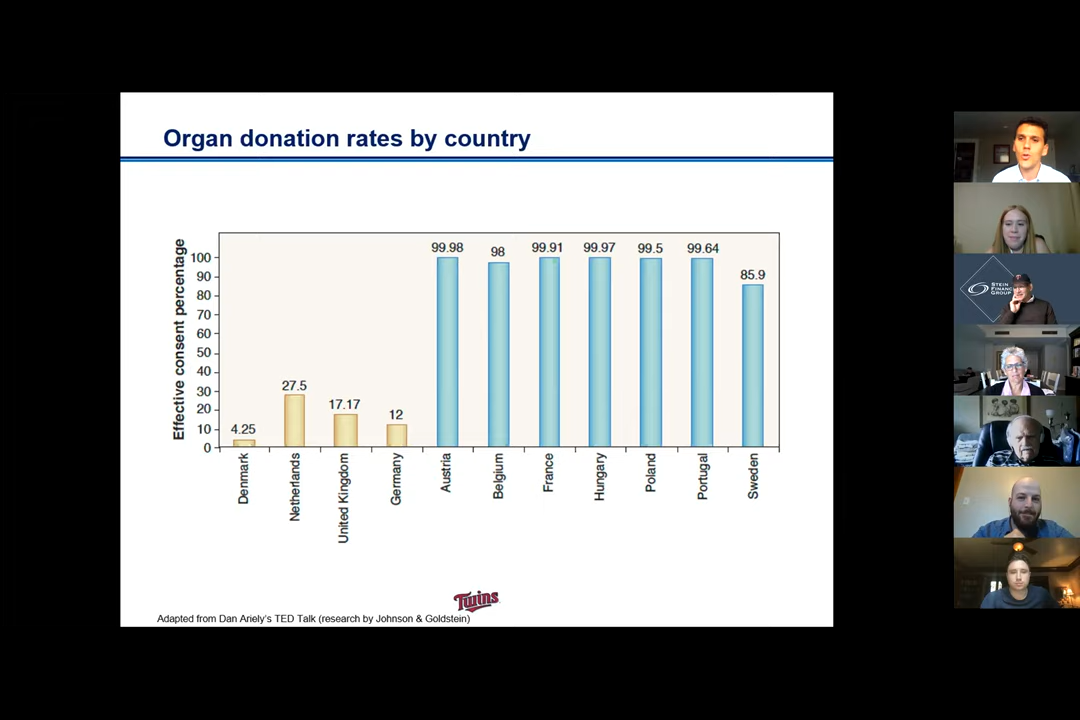 Organ donation rates by country
Effective consent percentage
100
90
80
70
60
50
40
30
20
10
0
4.25
27.5
17.17
12
99.98
98
99.91
99.97
99.5
99.64
85.9
Denmark
Netherlands
United Kingdom
Germany
Austria
Belgium
France
Hungary
Poland
Portugal
Sweden
Twins
Adapted from Dan Ariely's TED Talk (research by Johnson & Goldstein)
STEIN
GROUP